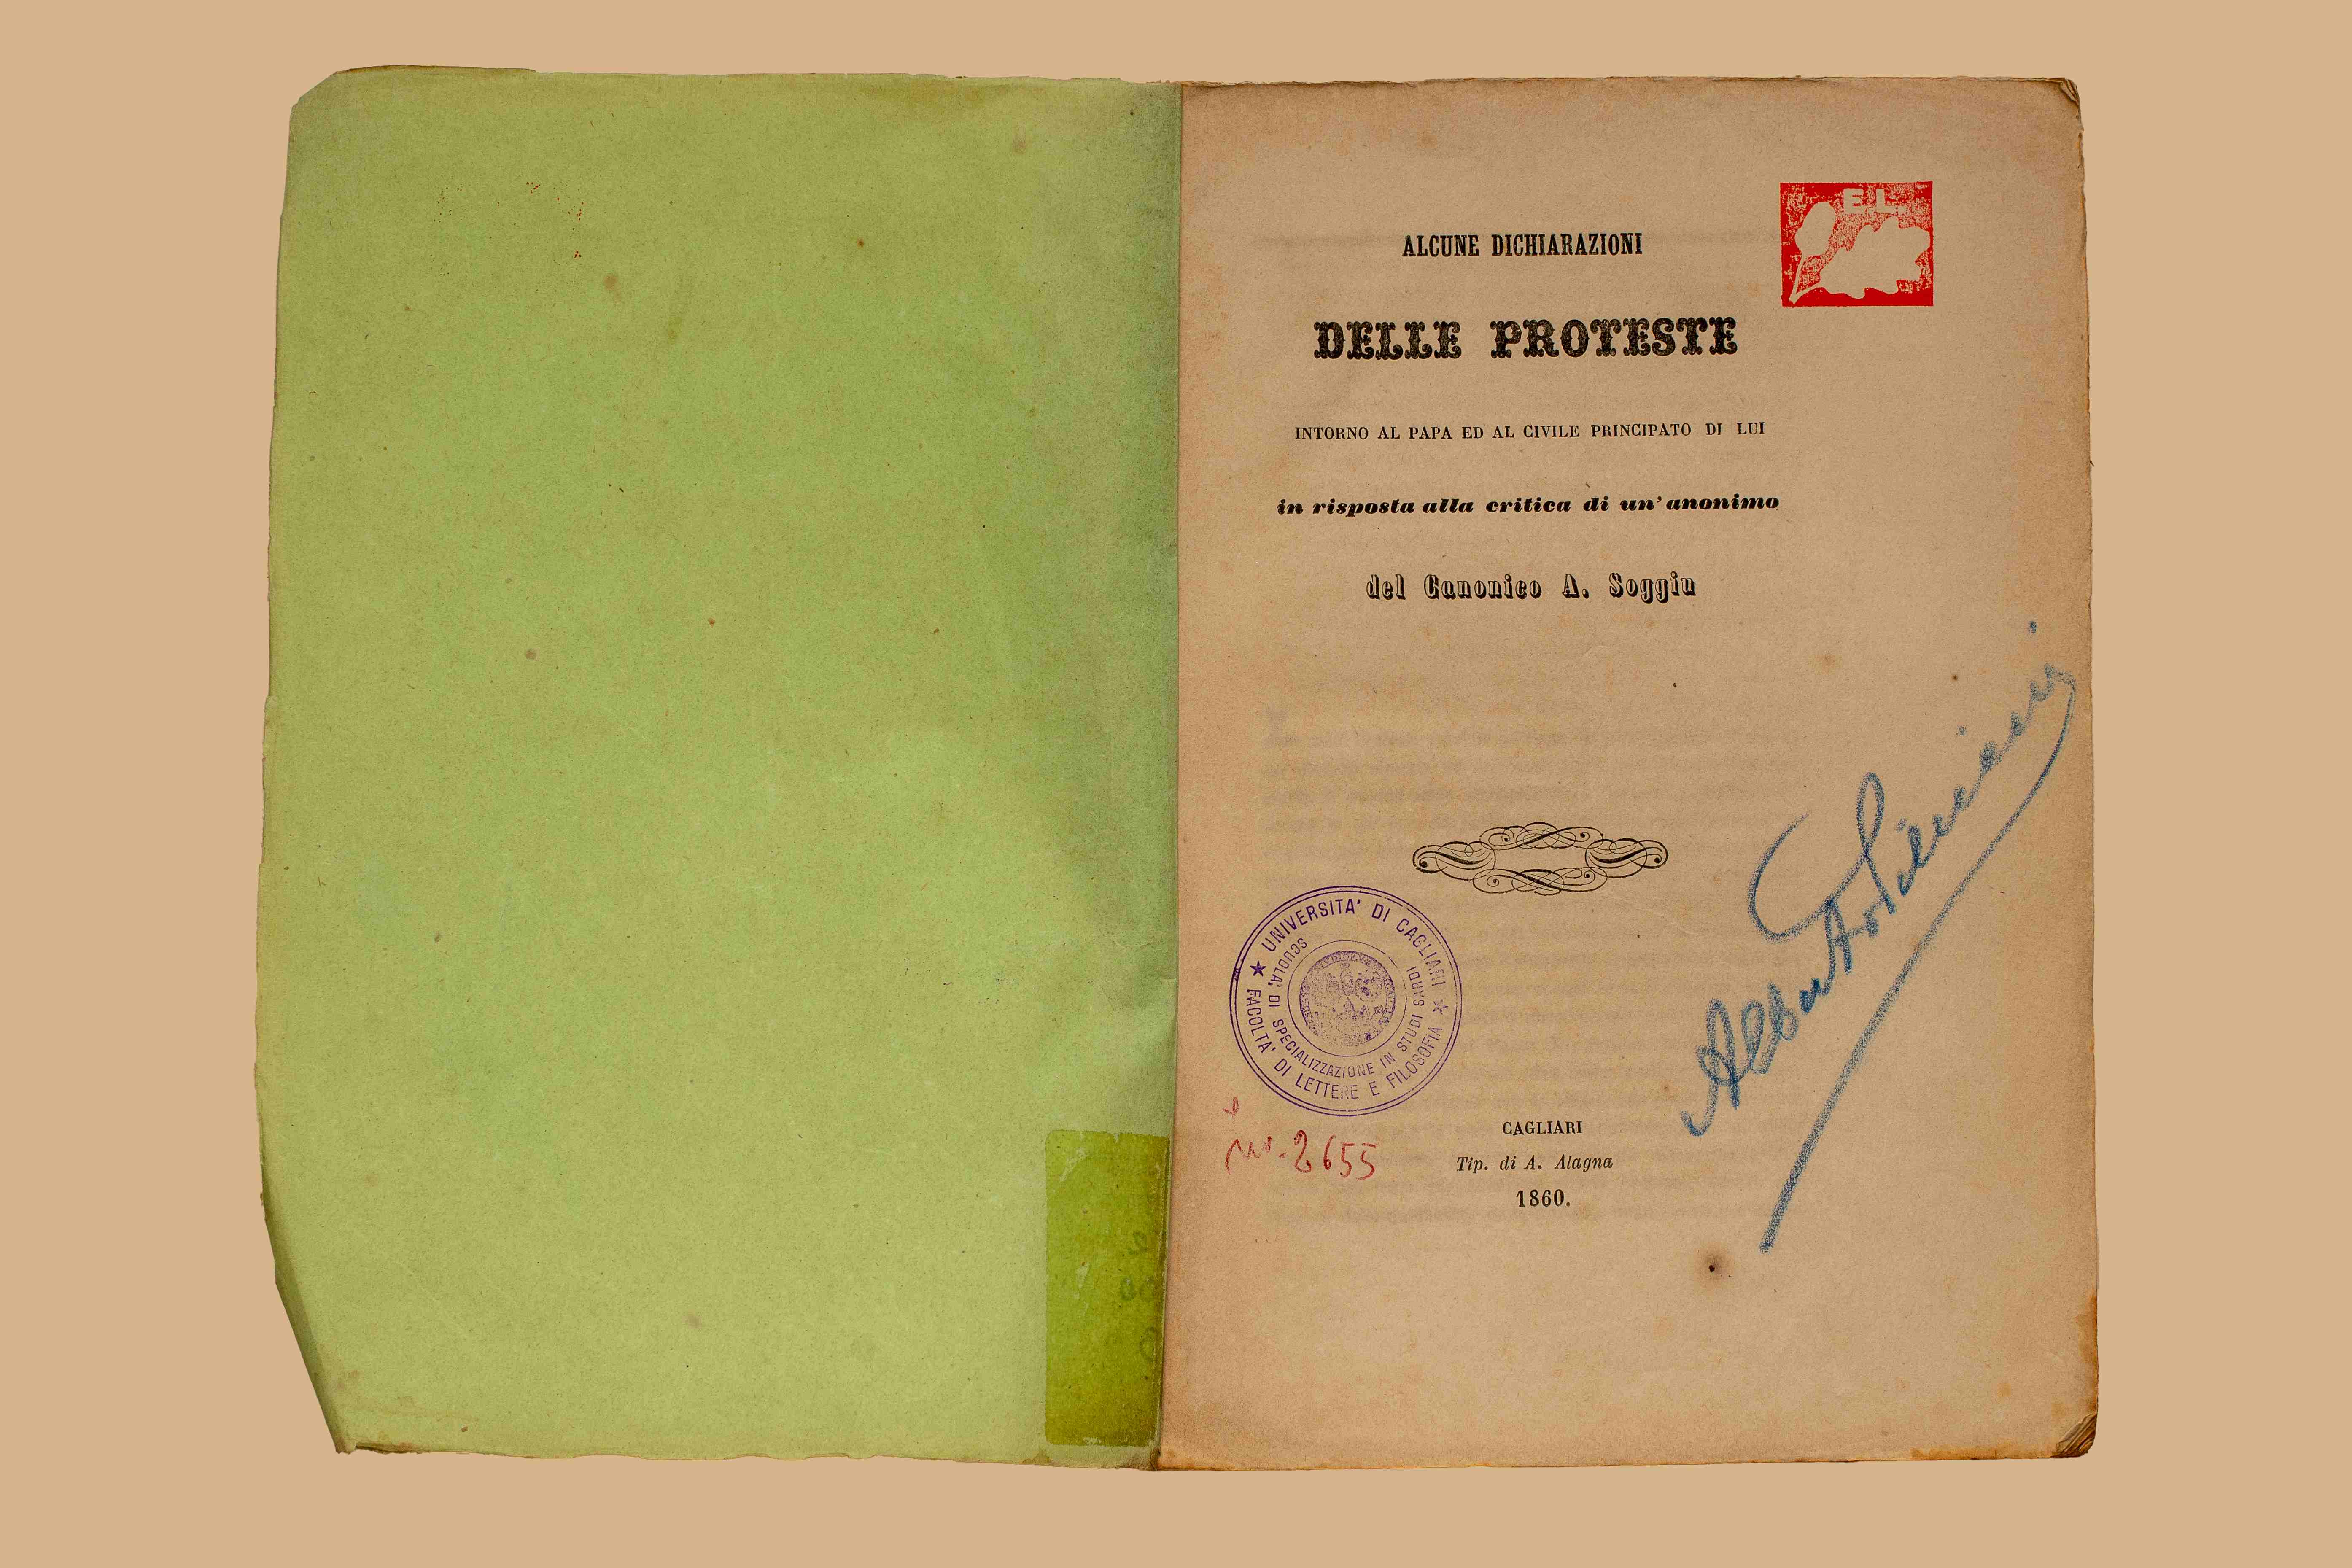 E.L.
ALCUNE DICHIARAZIONI
DELLE PROTESTE
INTORNO AL PAPA ED AL CIVILE PRINCIPATO DI LUI
in risposta alla critica di un' anonimo
del Canonico A. Soggiu
UNIVERSITA' DI CAGLIARI
FACOLTA' DI LETTERE E FILOSOFIA
SCUOLA DI SPECIALIZZAZIONE IN STUDI SARDI
2655
CAGLIARI
Tip. di A. Alagna
1860.